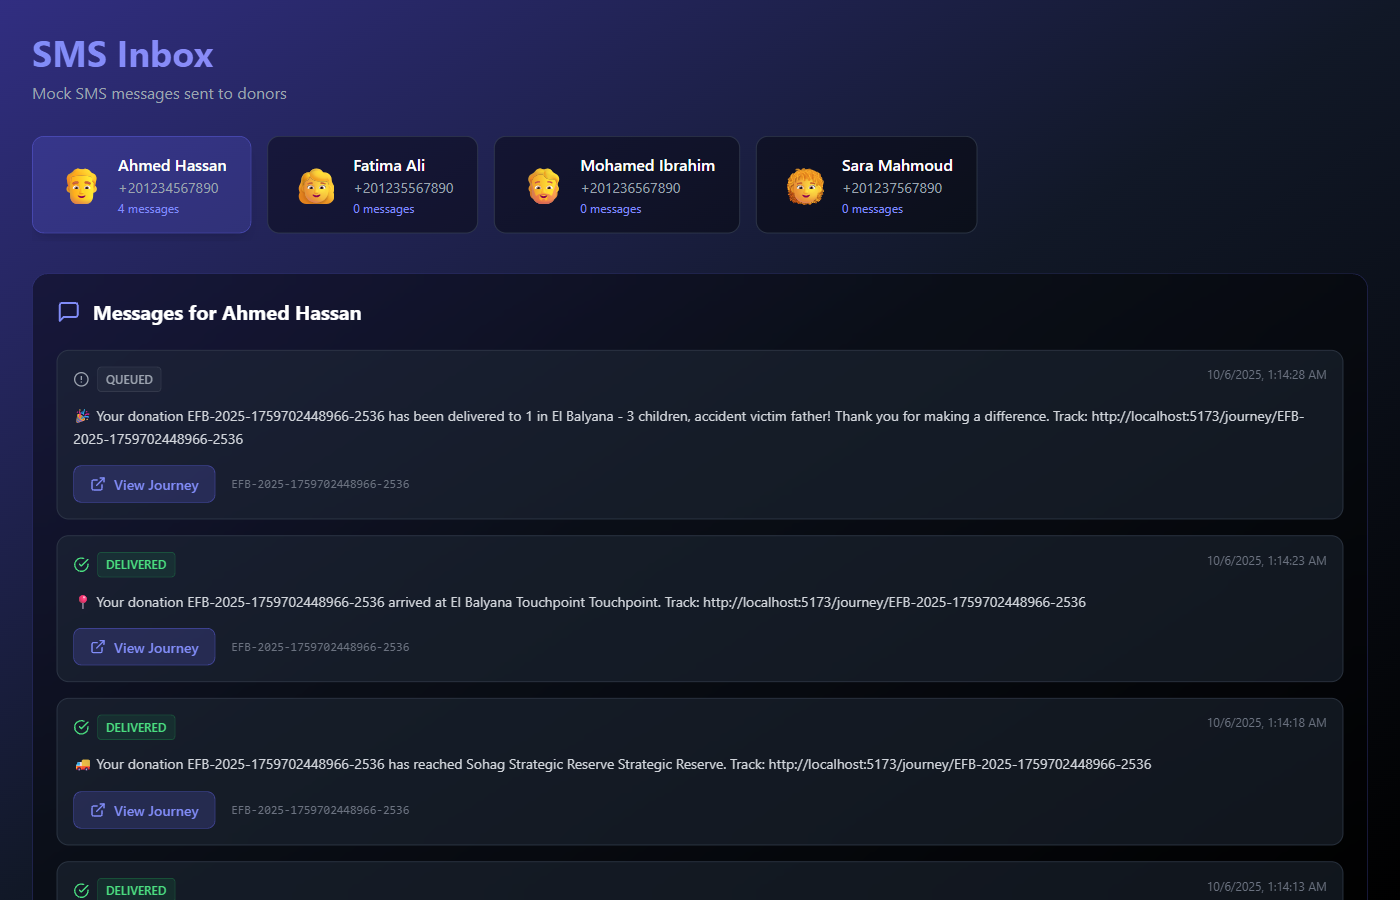 SMS Inbox
Mock SMS messages sent to donors
Ahmed Hassan
+201234567890
4 messages
Fatima Ali
+201235567890
0 messages
Mohamed Ibrahim
+201236567890
0 messages
Sara Mahmoud
+201237567890
0 messages
Messages for Ahmed Hassan
QUEUED
10/6/2025, 1:14:28 AM
🎉 Your donation EFB-2025-1759702448966-2536 has been delivered to 1 in El Balyana - 3 children, accident victim father! Thank you for making a difference. Track: http://localhost:5173/journey/EFB-
2025-1759702448966-2536
View Journey
EFB-2025-1759702448966-2536
DELIVERED
10/6/2025, 1:14:23 AM
📍 Your donation EFB-2025-1759702448966-2536 arrived at El Balyana Touchpoint Touchpoint. Track: http://localhost:5173/journey/EFB-2025-1759702448966-2536
View Journey
EFB-2025-1759702448966-2536
DELIVERED
10/6/2025, 1:14:18 AM
🚚 Your donation EFB-2025-1759702448966-2536 has reached Sohag Strategic Reserve Strategic Reserve. Track: http://localhost:5173/journey/EFB-2025-1759702448966-2536
View Journey
EFB-2025-1759702448966-2536
DELIVERED
10/6/2025, 1:14:13 AM